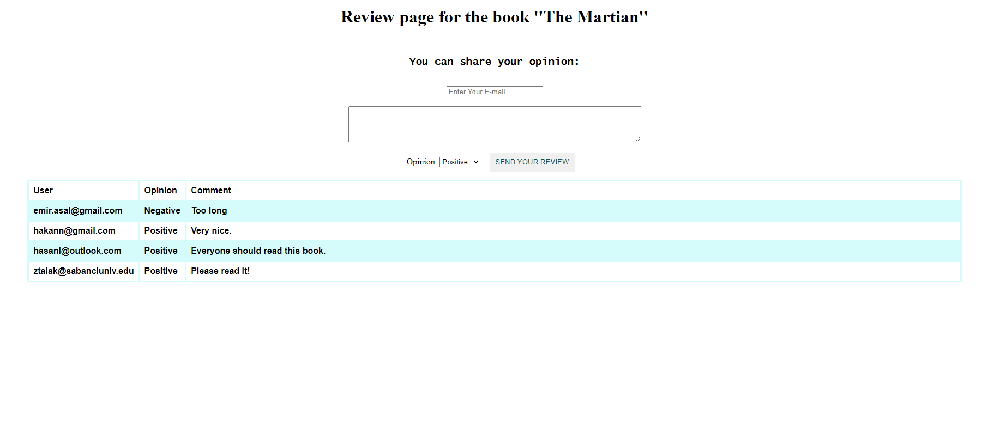 Review page for the book "The Martian"
You can share your opinion:
Enter Your E-mail
Opinion: Positive SEND YOUR REVIEW
User Opinion Comment
emir.asal@gmail.com Negative Too long
hakann@gmail.com Positive Very nice.
hasanl@outlook.com Positive Everyone should read this book.
ztalak@sabanciuniv.edu Positive Please read it!